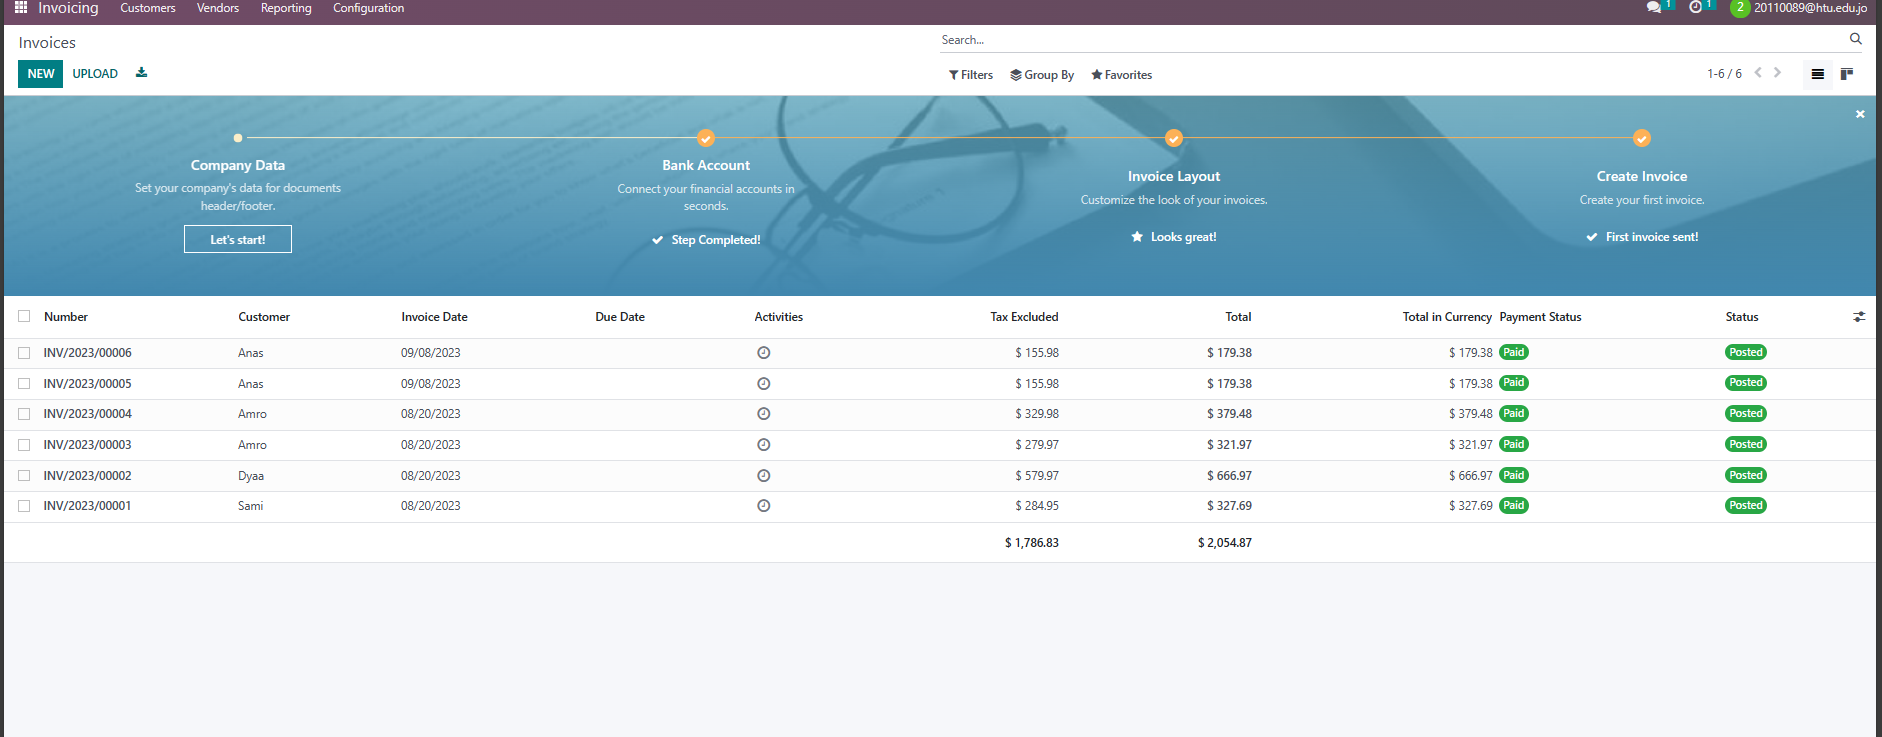 Invoicing Customers Vendors Reporting Configuration 1 1 2 20110089@htu.edu.jo
Invoices Search...
NEW UPLOAD Filters Group By Favorites 1-6 / 6
Company Data
Set your company's data for documents
header/footer.
Let's start!
Bank Account
Connect your financial accounts in
seconds.
Step Completed!
Invoice Layout
Customize the look of your invoices.
Looks great!
Create Invoice
Create your first invoice.
First invoice sent!
Number Customer Invoice Date Due Date Activities Tax Excluded Total Total in Currency Payment Status Status
INV/2023/00006 Anas 09/08/2023 $ 155.98 $ 179.38 $ 179.38 Paid Posted
INV/2023/00005 Anas 09/08/2023 $ 155.98 $ 179.38 $ 179.38 Paid Posted
INV/2023/00004 Amro 08/20/2023 $ 329.98 $ 379.48 $ 379.48 Paid Posted
INV/2023/00003 Amro 08/20/2023 $ 279.97 $ 321.97 $ 321.97 Paid Posted
INV/2023/00002 Dyaa 08/20/2023 $ 579.97 $ 666.97 $ 666.97 Paid Posted
INV/2023/00001 Sami 08/20/2023 $ 284.95 $ 327.69 $ 327.69 Paid Posted
$ 1,786.83 $ 2,054.87